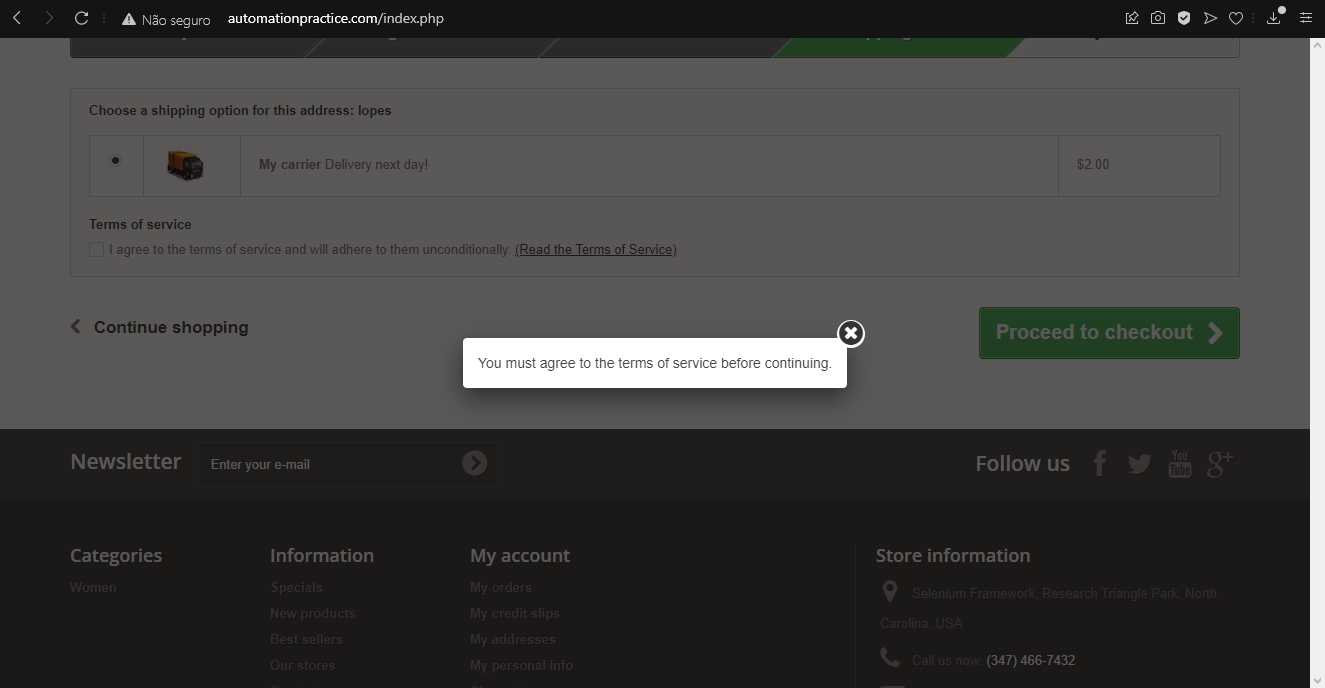 Não seguro automationpractice.com/index.php
Choose a shipping option for this address: lopes
My carrier Delivery next day! $2.00
Terms of service
I agree to the terms of service and will adhere to them unconditionally. (Read the Terms of Service)
Continue shopping
Proceed to checkout
You must agree to the terms of service before continuing.
Newsletter
Enter your e-mail
Follow us
You
Tube
g+
Categories
Women
Information
Specials
New products
Best sellers
Our stores
My account
My orders
My credit slips
My addresses
My personal info
Store information
Selenium Framework, Research Triangle Park, North
Carolina, USA
Call us now: (347) 466-7432